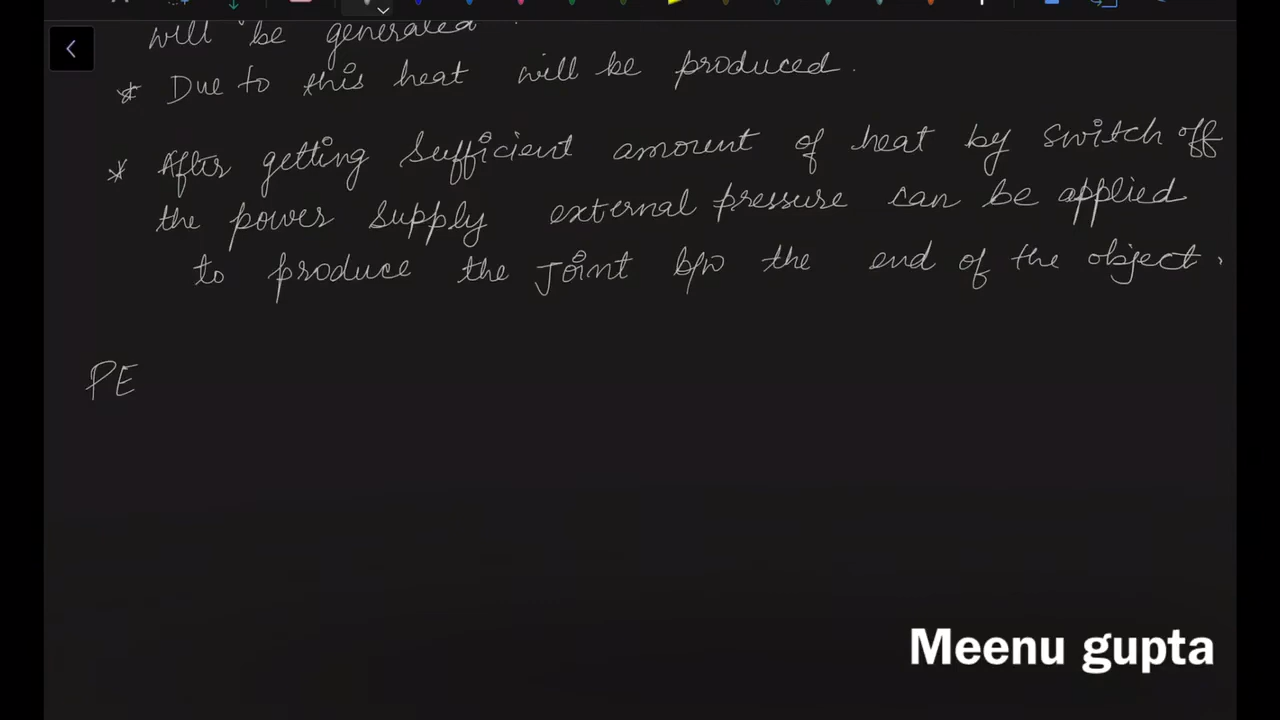 will be generated .
* Due to this heat will be produced.
* After getting sufficient amount of heat by switch off
the power supply external pressure can be applied
to produce the joint b/w the end of the object.
PE
Meenu gupta